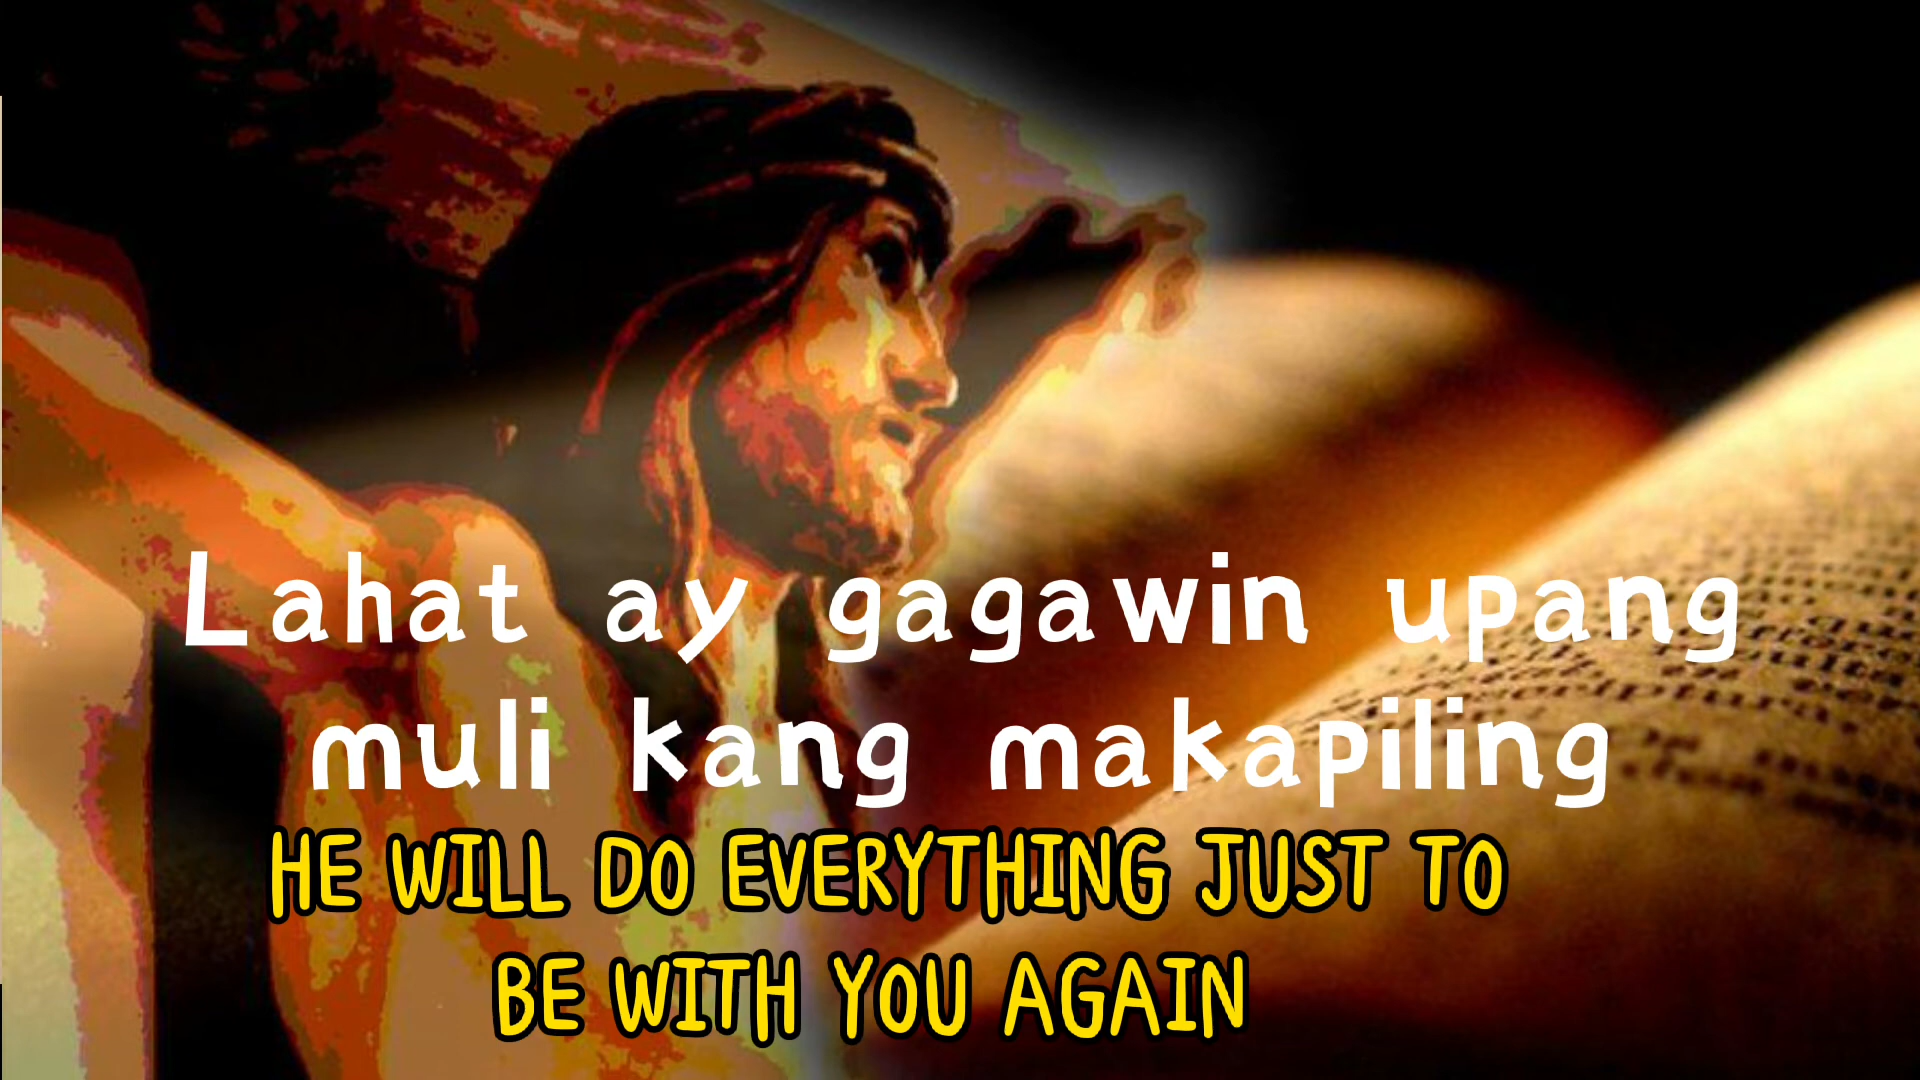 Lahat ay gagawin upang
muli kang makapiling
HE WILL DO EVERYTHING JUST TO
BE WITH YOU AGAIN